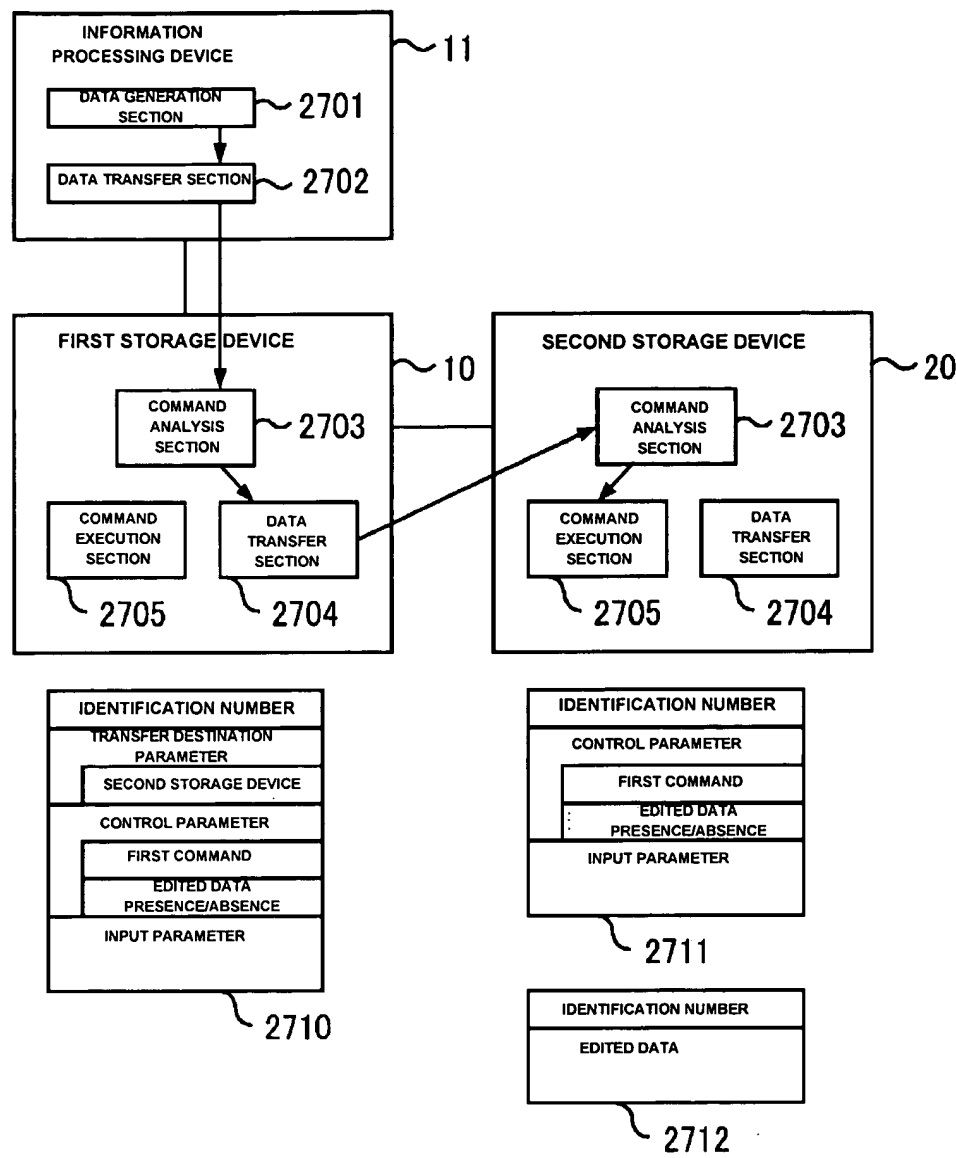 INFORMATION
PROCESSING DEVICE
11
DATA GENERATION
SECTION
2701
DATA TRANSFER SECTION
2702
FIRST STORAGE DEVICE
10
COMMAND
ANALYSIS
SECTION
2703
COMMAND
EXECUTION
SECTION
2705
DATA
TRANSFER
SECTION
2704
SECOND STORAGE DEVICE
20
COMMAND
ANALYSIS
SECTION
2703
COMMAND
EXECUTION
SECTION
2705
DATA
TRANSFER
SECTION
2704
IDENTIFICATION NUMBER
TRANSFER DESTINATION
PARAMETER
SECOND STORAGE DEVICE
CONTROL PARAMETER
FIRST COMMAND
EDITED DATA
PRESENCE/ABSENCE
INPUT PARAMETER
2710
IDENTIFICATION NUMBER
CONTROL PARAMETER
FIRST COMMAND
EDITED DATA
PRESENCE/ABSENCE
INPUT PARAMETER
2711
IDENTIFICATION NUMBER
EDITED DATA
2712